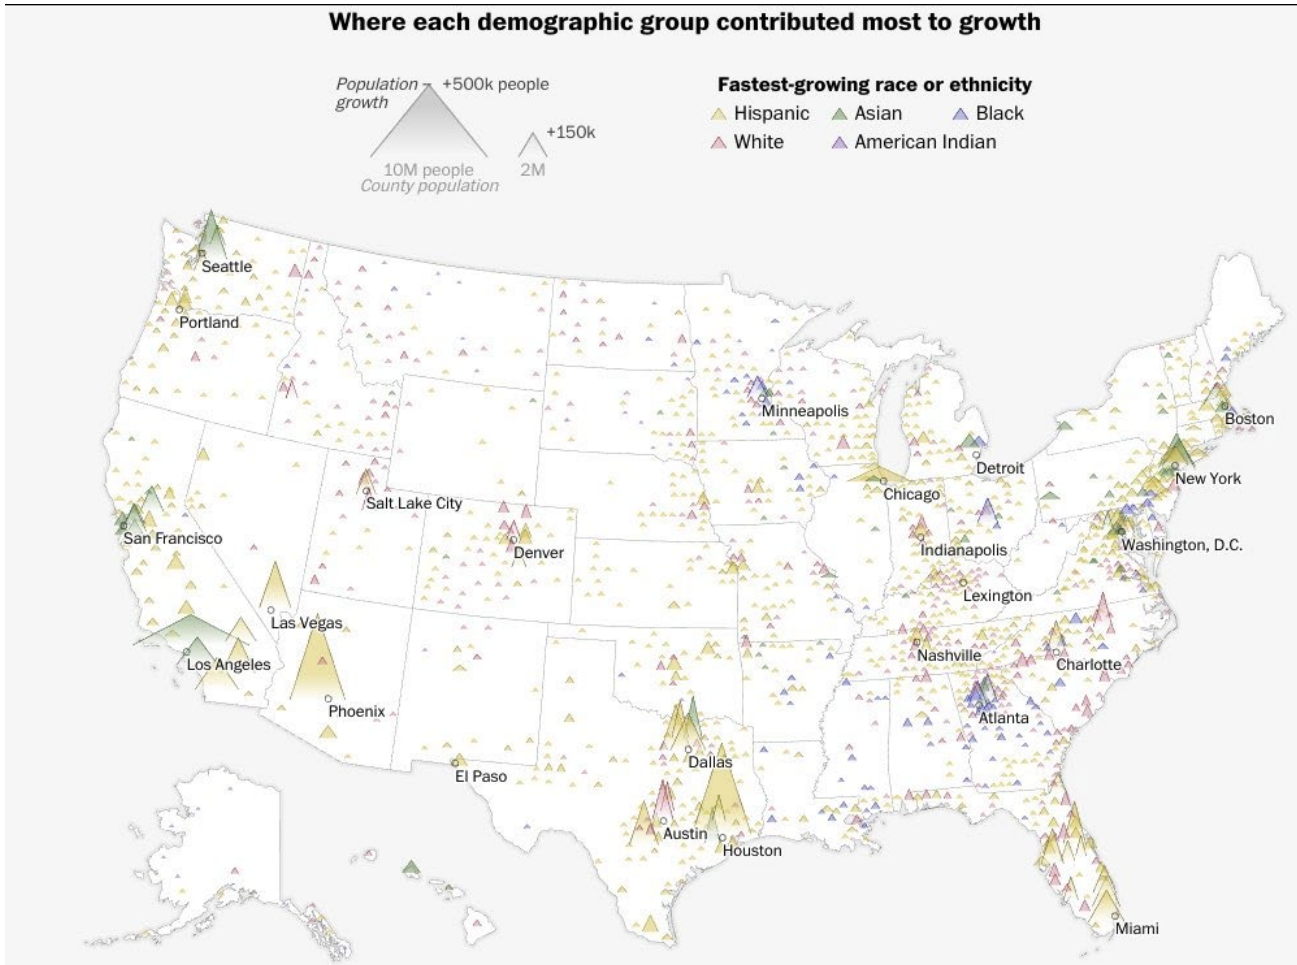 Where each demographic group contributed most to growth
Population
growth
+500k people
+150k
10M people
County population
2M
Fastest-growing race or ethnicity
Hispanic
Asian
Black
White
American Indian
Seattle
Portland
Minneapolis
Boston
Detroit
New York
Chicago
Salt Lake City
San Francisco
Denver
Indianapolis
Washington, D.C.
Lexington
Las Vegas
Nashville
Los Angeles
Charlotte
Phoenix
Atlanta
Dallas
El Paso
Austin
Houston
Miami